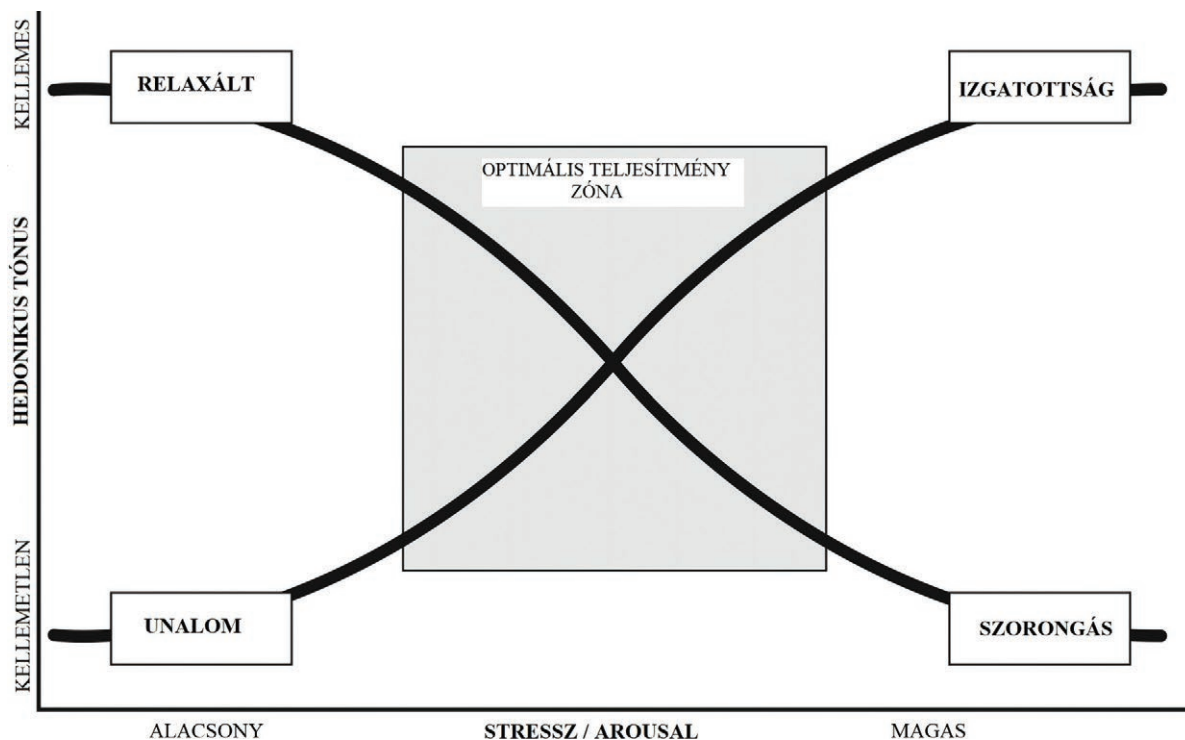 KELLEMES
HEDONIKUS TÓNUS
KELLEMETLEN
RELAXÁLT
IZGATOTTSÁG
OPTIMÁLIS TELJESÍTMÉNY
ZÓNA
UNALOM
SZORONGÁS
ALACSONY
STRESSZ / AROUSAL
MAGAS